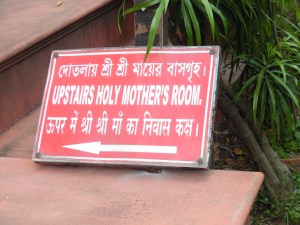 দোতলায় শ্রী শ্রী মায়ের বাসগৃহ।
UPSTAIRS HOLY MOTHER'S ROOM.
ऊपर में श्री श्री माँ का निवास कक्ष।